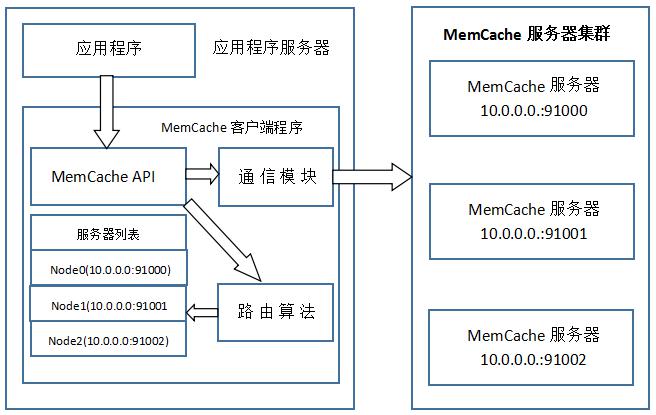 应用程序
应用程序服务器
MemCache 客户端程序
MemCache API
通信模块
服务器列表
Node0(10.0.0.0:91000)
Node1(10.0.0.0:91001
Node2(10.0.0.0:91002)
路由算法
MemCache 服务器集群
MemCache 服务器
10.0.0.0.:91000
MemCache 服务器
10.0.0.0.:91001
MemCache 服务器
10.0.0.0.:91002